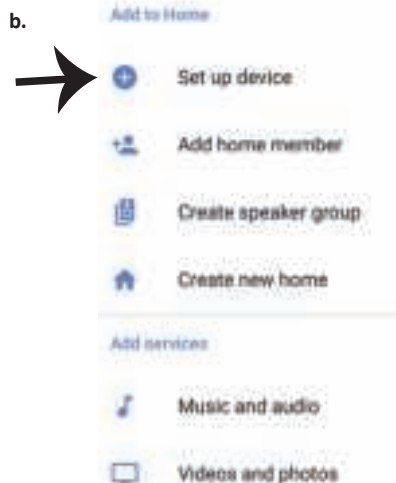 b.
Add to Home
Set up device
Add home member
Create speaker group
Create new home
Add services
Music and audio
Videos and photos